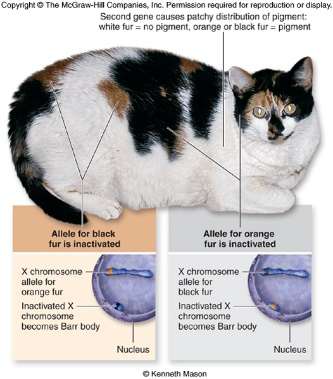 Copyright © The McGraw-Hill Companies, Inc. Permission required for reproduction or display.
Second gene causes patchy distribution of pigment:
white fur = no pigment, orange or black fur = pigment
Allele for black
fur is inactivated
X chromosome
allele for
orange fur
Inactivated X
chromosome
becomes Barr body
Nucleus
Allele for orange
fur is inactivated
X chromosome
allele for
black fur
Inactivated X
chromosome
becomes Barr body
Nucleus
© Kenneth Mason